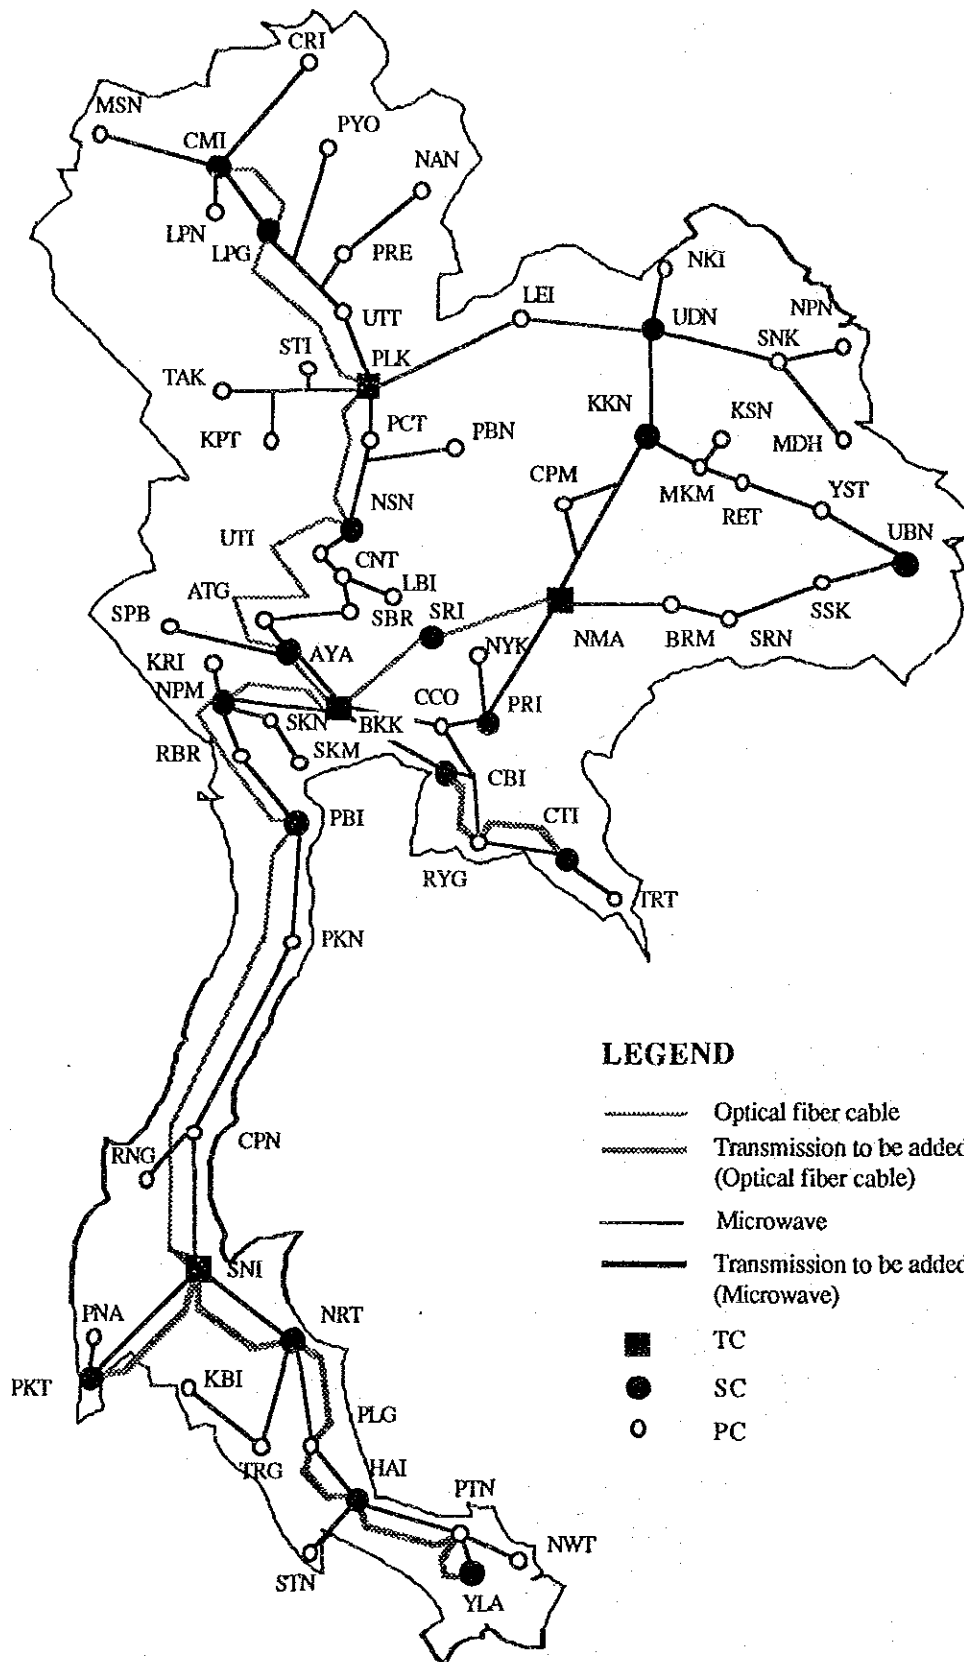 CRI
MSN
CMI
PYO
NAN
LPN
LPG
PRE
NKI
UTT
LEI
NPN
UDN
SNK
STI
PLK
TAK
KKN
KSN
KPT
PCT
PBN
MDH
CPM
MKM
RET
YST
NSN
UTI
UBN
CNT
LBI
ATG
SPB
SBR
SRI
SSK
NMA
BRM
SRN
AYA
NYK
KRI
NPM
CCO
PRI
SKN
BKK
RBR
SKM
CBI
PBI
CTI
RYG
TRT
PKN
LEGEND
Optical fiber cable
Transmission to be added
(Optical fiber cable)
Microwave
Transmission to be added
(Microwave)
TC
SC
PC
CPN
RNG
SNI
PNA
NRT
PKT
KBI
PLG
TRG
HAI
PTN
NWT
STN
YLA